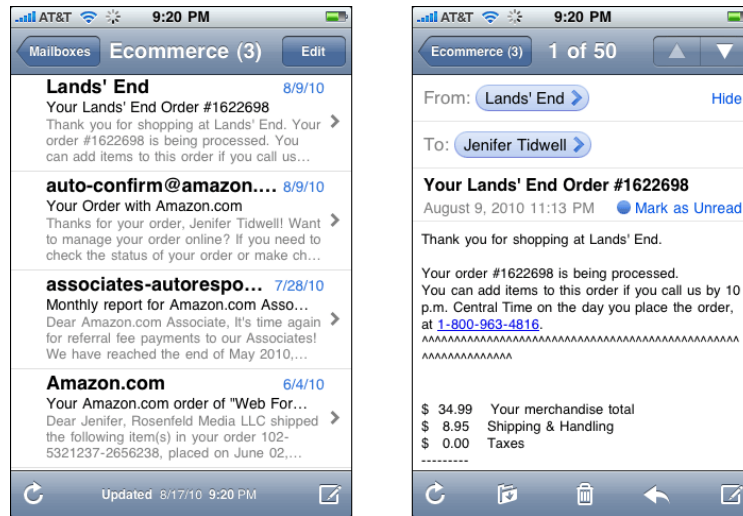 AT&T 9:20 PM
Mailboxes Ecommerce (3) Edit
Lands' End 8/9/10
Your Lands' End Order #1622698
Thank you for shopping at Lands' End. Your
order #1622698 is being processed. You
can add items to this order if you call us...
auto-confirm@amazon.... 8/9/10
Your Order with Amazon.com
Thanks for your order, Jenifer Tidwell! Want
to manage your order online? If you need to
check the status of your order or make ch...
associates-autorespo... 7/28/10
Monthly report for Amazon.com Asso...
Dear Amazon.com Associate, It's time again
for referral fee payments to our Associates!
We have reached the end of May 2010,...
Amazon.com 6/4/10
Your Amazon.com order of "Web For...
Dear Jenifer, Rosenfeld Media LLC shipped
the following item(s) in your order 102-
5321237-2656238, placed on June 02,...
Updated 8/17/10 9:20 PM
AT&T 9:20 PM
Ecommerce (3) 1 of 50
From: Lands' End Hide
To: Jenifer Tidwell
Your Lands' End Order #1622698
August 9, 2010 11:13 PM Mark as Unread
Thank you for shopping at Lands' End.
Your order #1622698 is being processed.
You can add items to this order if you call us by 10
p.m. Central Time on the day you place the order,
at 1-800-963-4816.
^^^^^^^^^^^^^^^^^^^^^^^^^^^^^^^^^^^^^^^^^^^^^^^^^
^^^^^^^^^^^^^^
$ 34.99 Your merchandise total
$ 8.95 Shipping & Handling
$ 0.00 Taxes
---------